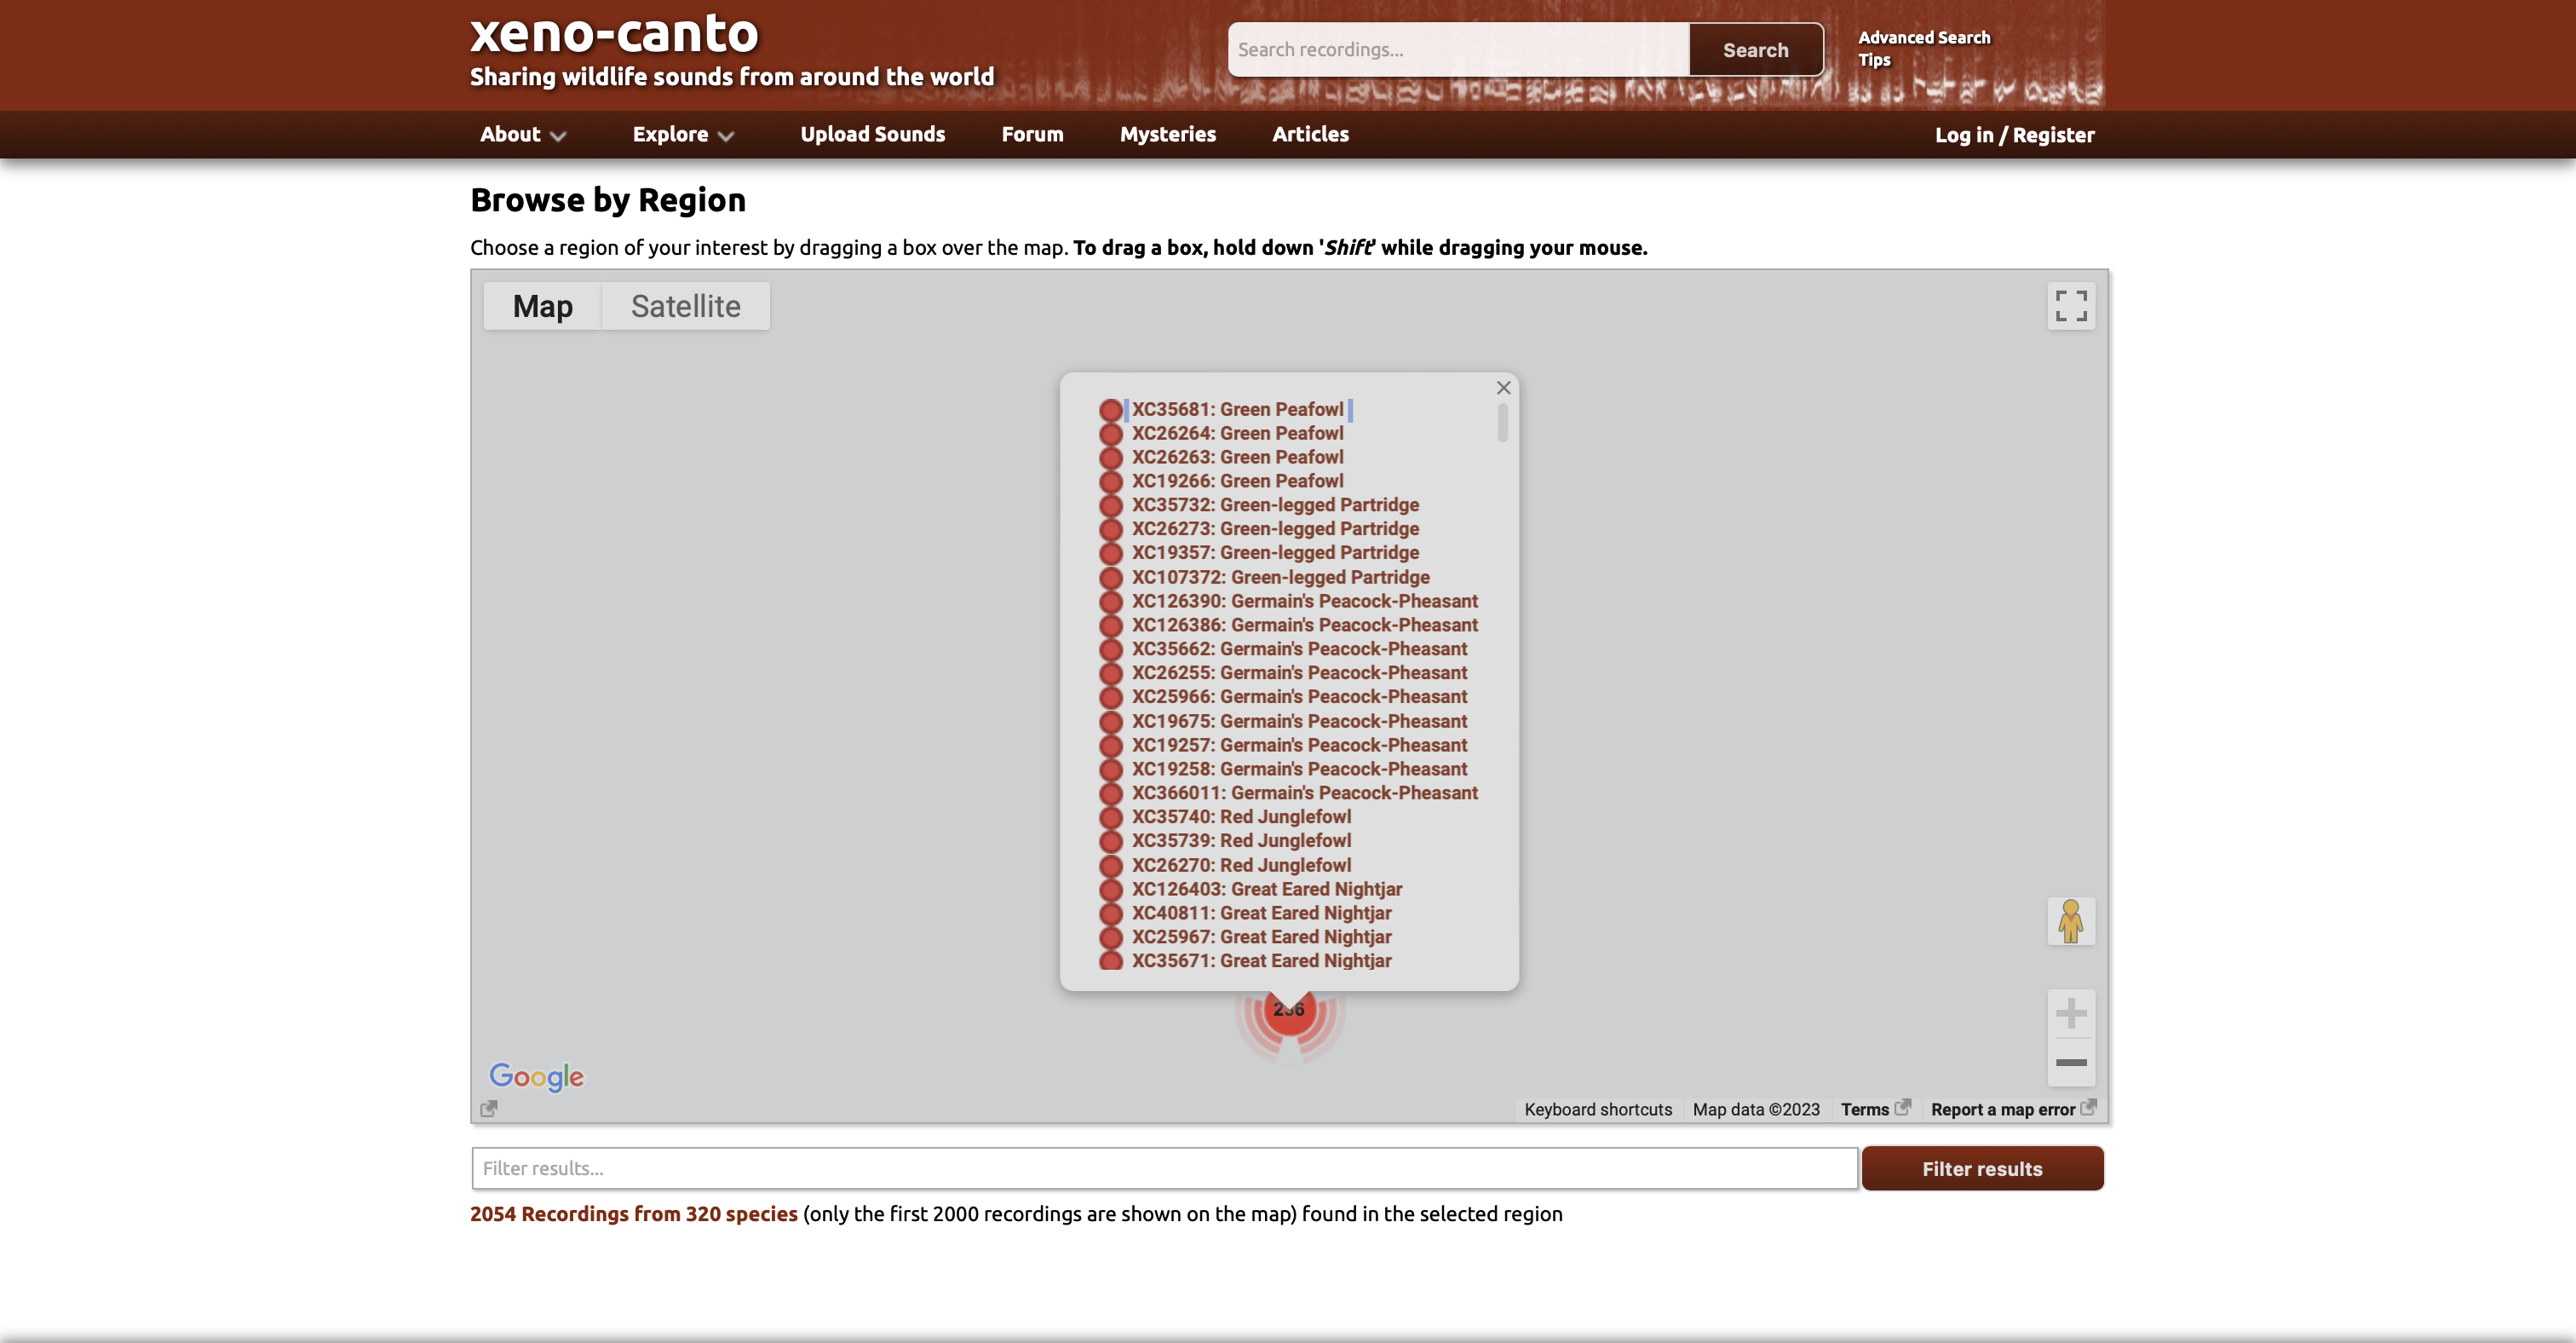 xeno-canto
Sharing wildlife sounds from around the world
Search recordings...
Search
Advanced Search
Tips
About
Explore
Upload Sounds
Forum
Mysteries
Articles
Log in / Register
Browse by Region
Choose a region of your interest by dragging a box over the map. To drag a box, hold down 'Shift' while dragging your mouse.
Map
Satellite
XC35681: Green Peafowl
XC26264: Green Peafowl
XC26263: Green Peafowl
XC19266: Green Peafowl
XC35732: Green-legged Partridge
XC26273: Green-legged Partridge
XC19357: Green-legged Partridge
XC107372: Green-legged Partridge
XC126390: Germain's Peacock-Pheasant
XC126386: Germain's Peacock-Pheasant
XC35662: Germain's Peacock-Pheasant
XC26255: Germain's Peacock-Pheasant
XC25966: Germain's Peacock-Pheasant
XC19675: Germain's Peacock-Pheasant
XC19257: Germain's Peacock-Pheasant
XC19258: Germain's Peacock-Pheasant
XC366011: Germain's Peacock-Pheasant
XC35740: Red Junglefowl
XC35739: Red Junglefowl
XC26270: Red Junglefowl
XC126403: Great Eared Nightjar
XC40811: Great Eared Nightjar
XC25967: Great Eared Nightjar
XC35671: Great Eared Nightjar
Google
Keyboard shortcuts
Map data ©2023
Terms
Report a map error
Filter results...
Filter results
2054 Recordings from 320 species (only the first 2000 recordings are shown on the map) found in the selected region